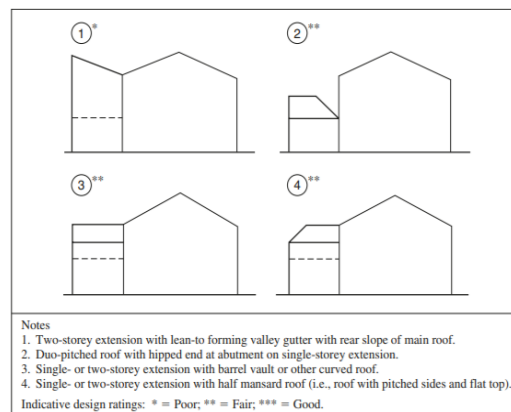 1 *
2 **
3 **
4 **
Notes
1. Two-storey extension with lean-to forming valley gutter with rear slope of main roof.
2. Duo-pitched roof with hipped end at abutment on single-storey extension.
3. Single- or two-storey extension with barrel vault or other curved roof.
4. Single- or two-storey extension with half mansard roof (i.e., roof with pitched sides and flat top).
Indicative design ratings: * = Poor; ** = Fair; *** = Good.